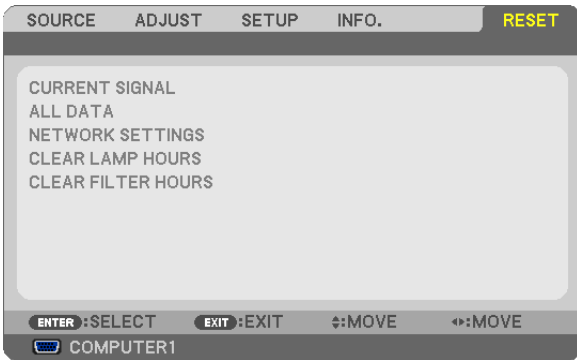 SOURCE ADJUST SETUP INFO. RESET
CURRENT SIGNAL
ALL DATA
NETWORK SETTINGS
CLEAR LAMP HOURS
CLEAR FILTER HOURS
ENTER :SELECT EXIT :EXIT :MOVE :MOVE
COMPUTER1